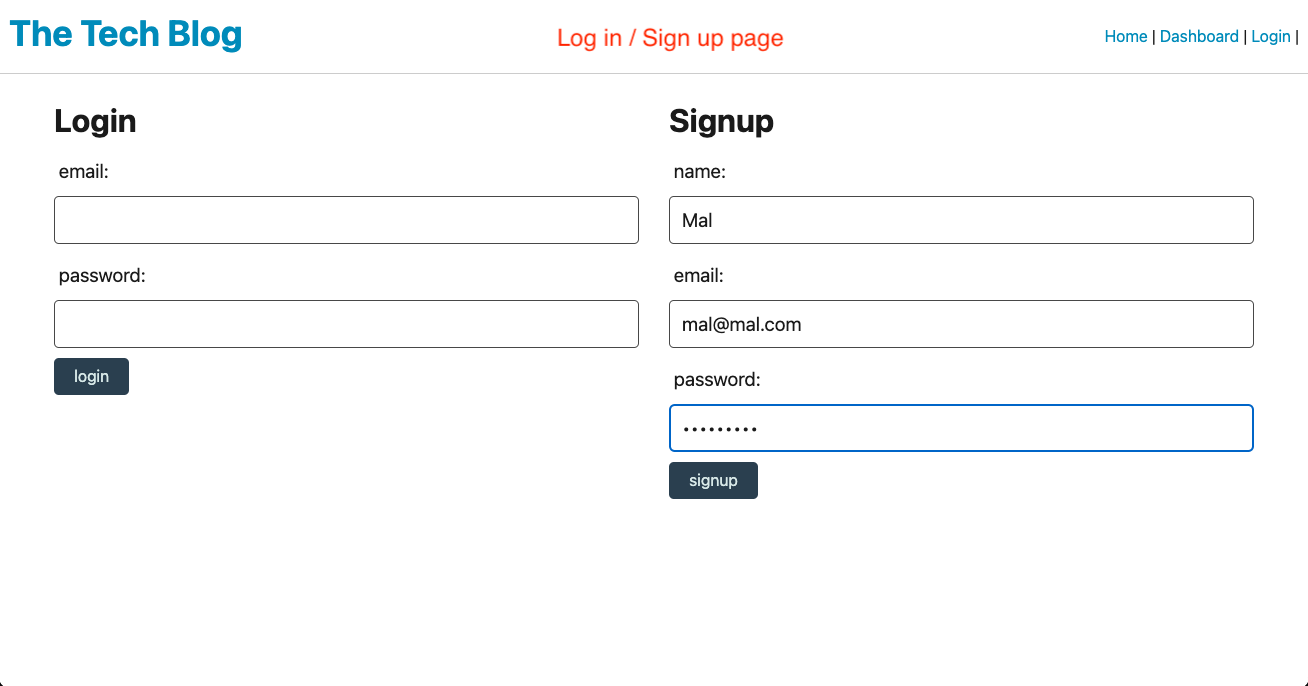 The Tech Blog
Log in / Sign up page
Home | Dashboard | Login |
Login
email:
password:
login
Signup
name:
Mal
email:
mal@mal.com
password:
•••••••••
signup